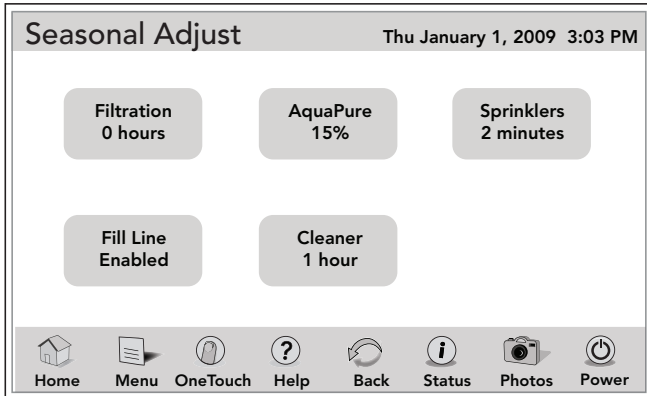 Seasonal Adjust
Thu January 1, 2009 3:03 PM
Filtration
0 hours
AquaPure
15%
Sprinklers
2 minutes
Fill Line
Enabled
Cleaner
1 hour
?
i
Home Menu OneTouch Help Back Status Photos Power